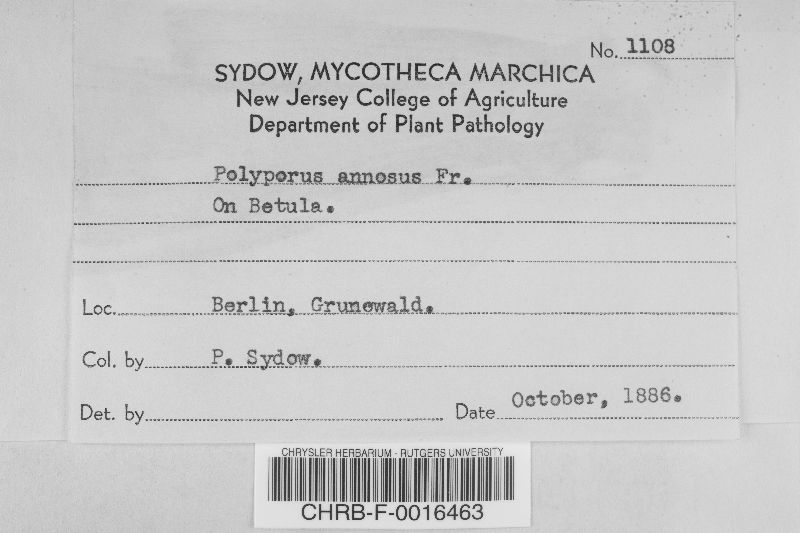 No. 1108
SYDOW, MYCOTHECA MARCHICA
New Jersey College of Agriculture
Department of Plant Pathology
Polyporus annosus Fr.
On Betula.
Loc. Berlin, Grunewald.
Col. by P. Sydow.
Det. by
Date October, 1886.
CHRYSLER HERBARIUM - RUTGERS UNIVERSITY
CHRB-F-0016463